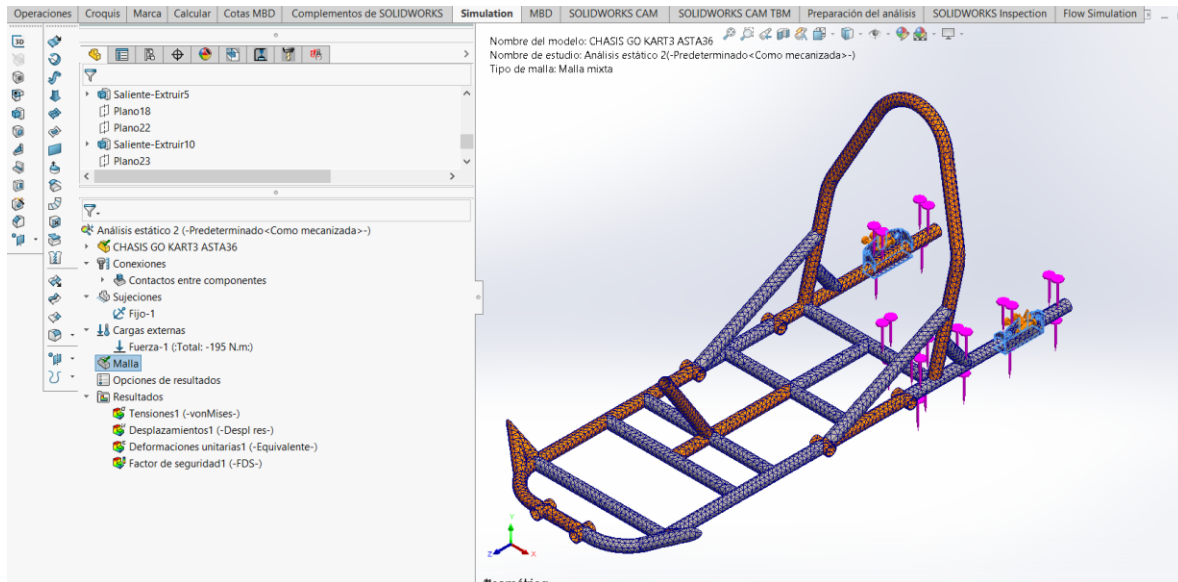 Operaciones Croquis Marca Calcular Cotas MBD Complementos de SOLIDWORKS Simulation MBD SOLIDWORKS CAM SOLIDWORKS CAM TBM Preparación del análisis SOLIDWORKS Inspection Flow Simulation
Nombre del modelo: CHASIS GO KART3 ASTA36
Nombre de estudio: Análisis estático 2(-Predeterminado<Como mecanizada>-)
Tipo de malla: Malla mixta
Saliente-Extruir5
Plano18
Plano22
Saliente-Extruir10
Plano23
Análisis estático 2 (-Predeterminado<Como mecanizada>-)
CHASIS GO KART3 ASTA36
Conexiones
Contactos entre componentes
Sujeciones
Fijo-1
Cargas externas
Fuerza-1 (:Total: -195 N.m:)
Malla
Opciones de resultados
Resultados
Tensiones1 (-vonMises-)
Desplazamientos1 (-Despl res-)
Deformaciones unitarias1 (-Equivalente-)
Factor de seguridad1 (-FDS-)
Y
Z
X